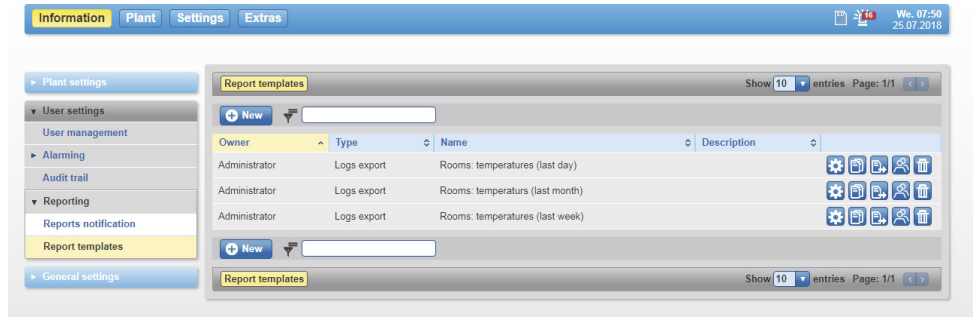 Information Plant Settings Extras 16 We. 07:50
25.07.2018
Plant settings
User settings
User management
Alarming
Audit trail
Reporting
Reports notification
Report templates
General settings
Report templates Show 10 entries Page: 1/1
New
Owner Type Name Description
Administrator Logs export Rooms: temperatures (last day)
Administrator Logs export Rooms: temperaturs (last month)
Administrator Logs export Rooms: temperatures (last week)
New
Report templates Show 10 entries Page: 1/1